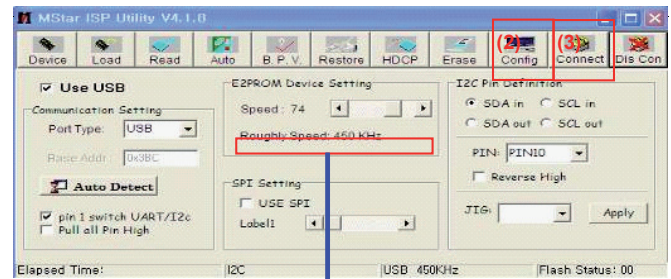 MStar ISP Utility V4.1.0
Device Load Read Auto B. P. V. Restore HDCP Erase Config Connect Dis Con
(2) (3)
Use USB
Communication Setting
Port Type: USB
Base Addr: 0x3BC
Auto Detect
pin 1 switch UART/I2c
Pull all Pin High
E2PROM Device Setting
Speed : 74
Roughly Speed: 450 KHz
SPI Setting
USE SPI
Label1
I2C Pin Definition
SDA in SCL in
SDA out SCL out
PIN: PIN10
Reverse High
JIG: Apply
Elapsed Time: I2C USB 450KHz Flash Status: 00